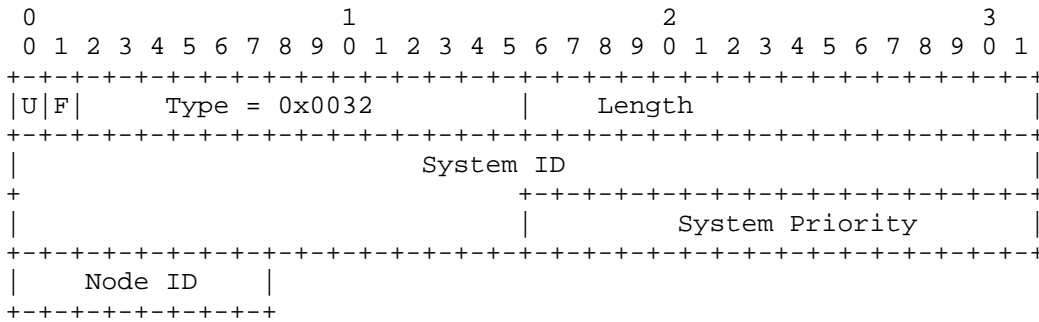 0                   1                   2                   3
 0 1 2 3 4 5 6 7 8 9 0 1 2 3 4 5 6 7 8 9 0 1 2 3 4 5 6 7 8 9 0 1
+-+-+-+-+-+-+-+-+-+-+-+-+-+-+-+-+-+-+-+-+-+-+-+-+-+-+-+-+-+-+-+-+
|U|F|     Type = 0x0032         |    Length                     |
+-+-+-+-+-+-+-+-+-+-+-+-+-+-+-+-+-+-+-+-+-+-+-+-+-+-+-+-+-+-+-+-+
|                         System ID                             |
+                               +-+-+-+-+-+-+-+-+-+-+-+-+-+-+-+-+
|                               |         System Priority       |
+-+-+-+-+-+-+-+-+-+-+-+-+-+-+-+-+-+-+-+-+-+-+-+-+-+-+-+-+-+-+-+-+
|    Node ID    |
+-+-+-+-+-+-+-+-+